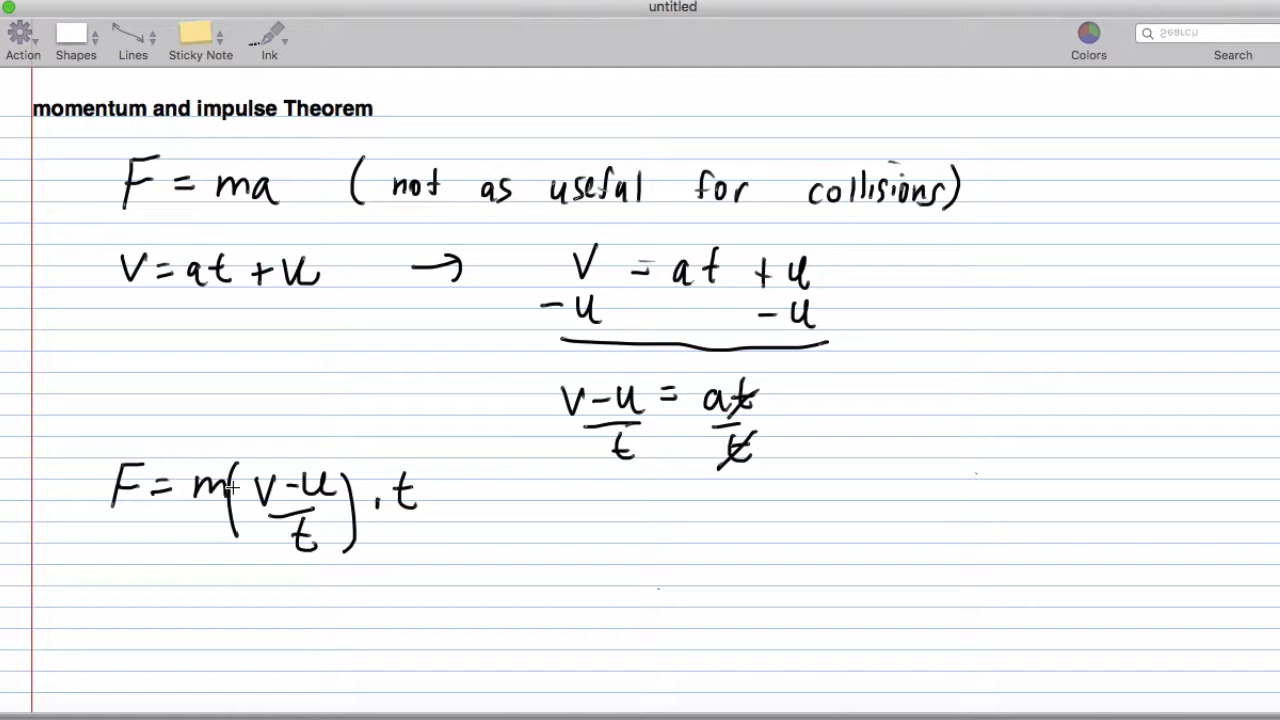 untitled
Action Shapes Lines Sticky Note Ink Colors Search Search
momentum and impulse Theorem
F = ma (not as useful for collisions)
v = at + u → v = at + u
-u -u
v-u = at
t t
F = m(v-u) . t
t